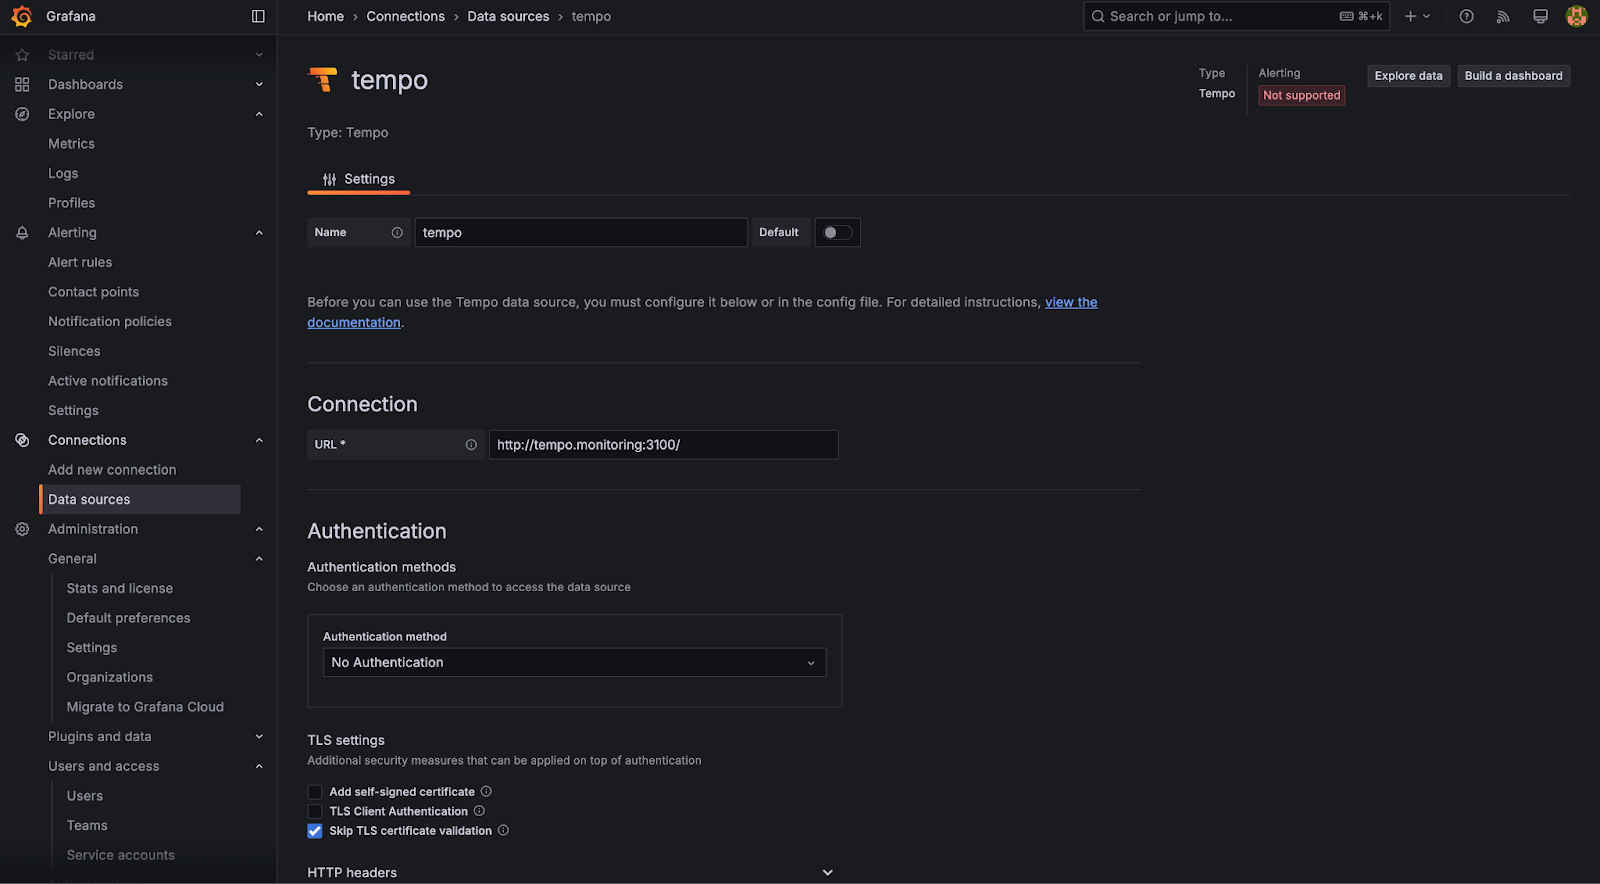 Grafana
Home › Connections › Data sources › tempo
Search or jump to...
⌘+k
Starred
Dashboards
Explore
Metrics
Logs
Profiles
Alerting
Alert rules
Contact points
Notification policies
Silences
Active notifications
Settings
Connections
Add new connection
Data sources
Administration
General
Stats and license
Default preferences
Settings
Organizations
Migrate to Grafana Cloud
Plugins and data
Users and access
Users
Teams
Service accounts
tempo
Type
Tempo
Alerting
Not supported
Explore data
Build a dashboard
Type: Tempo
Settings
Name
tempo
Default
Before you can use the Tempo data source, you must configure it below or in the config file. For detailed instructions, view the
documentation.
Connection
URL *
http://tempo.monitoring:3100/
Authentication
Authentication methods
Choose an authentication method to access the data source
Authentication method
No Authentication
TLS settings
Additional security measures that can be applied on top of authentication
Add self-signed certificate
TLS Client Authentication
Skip TLS certificate validation
HTTP headers